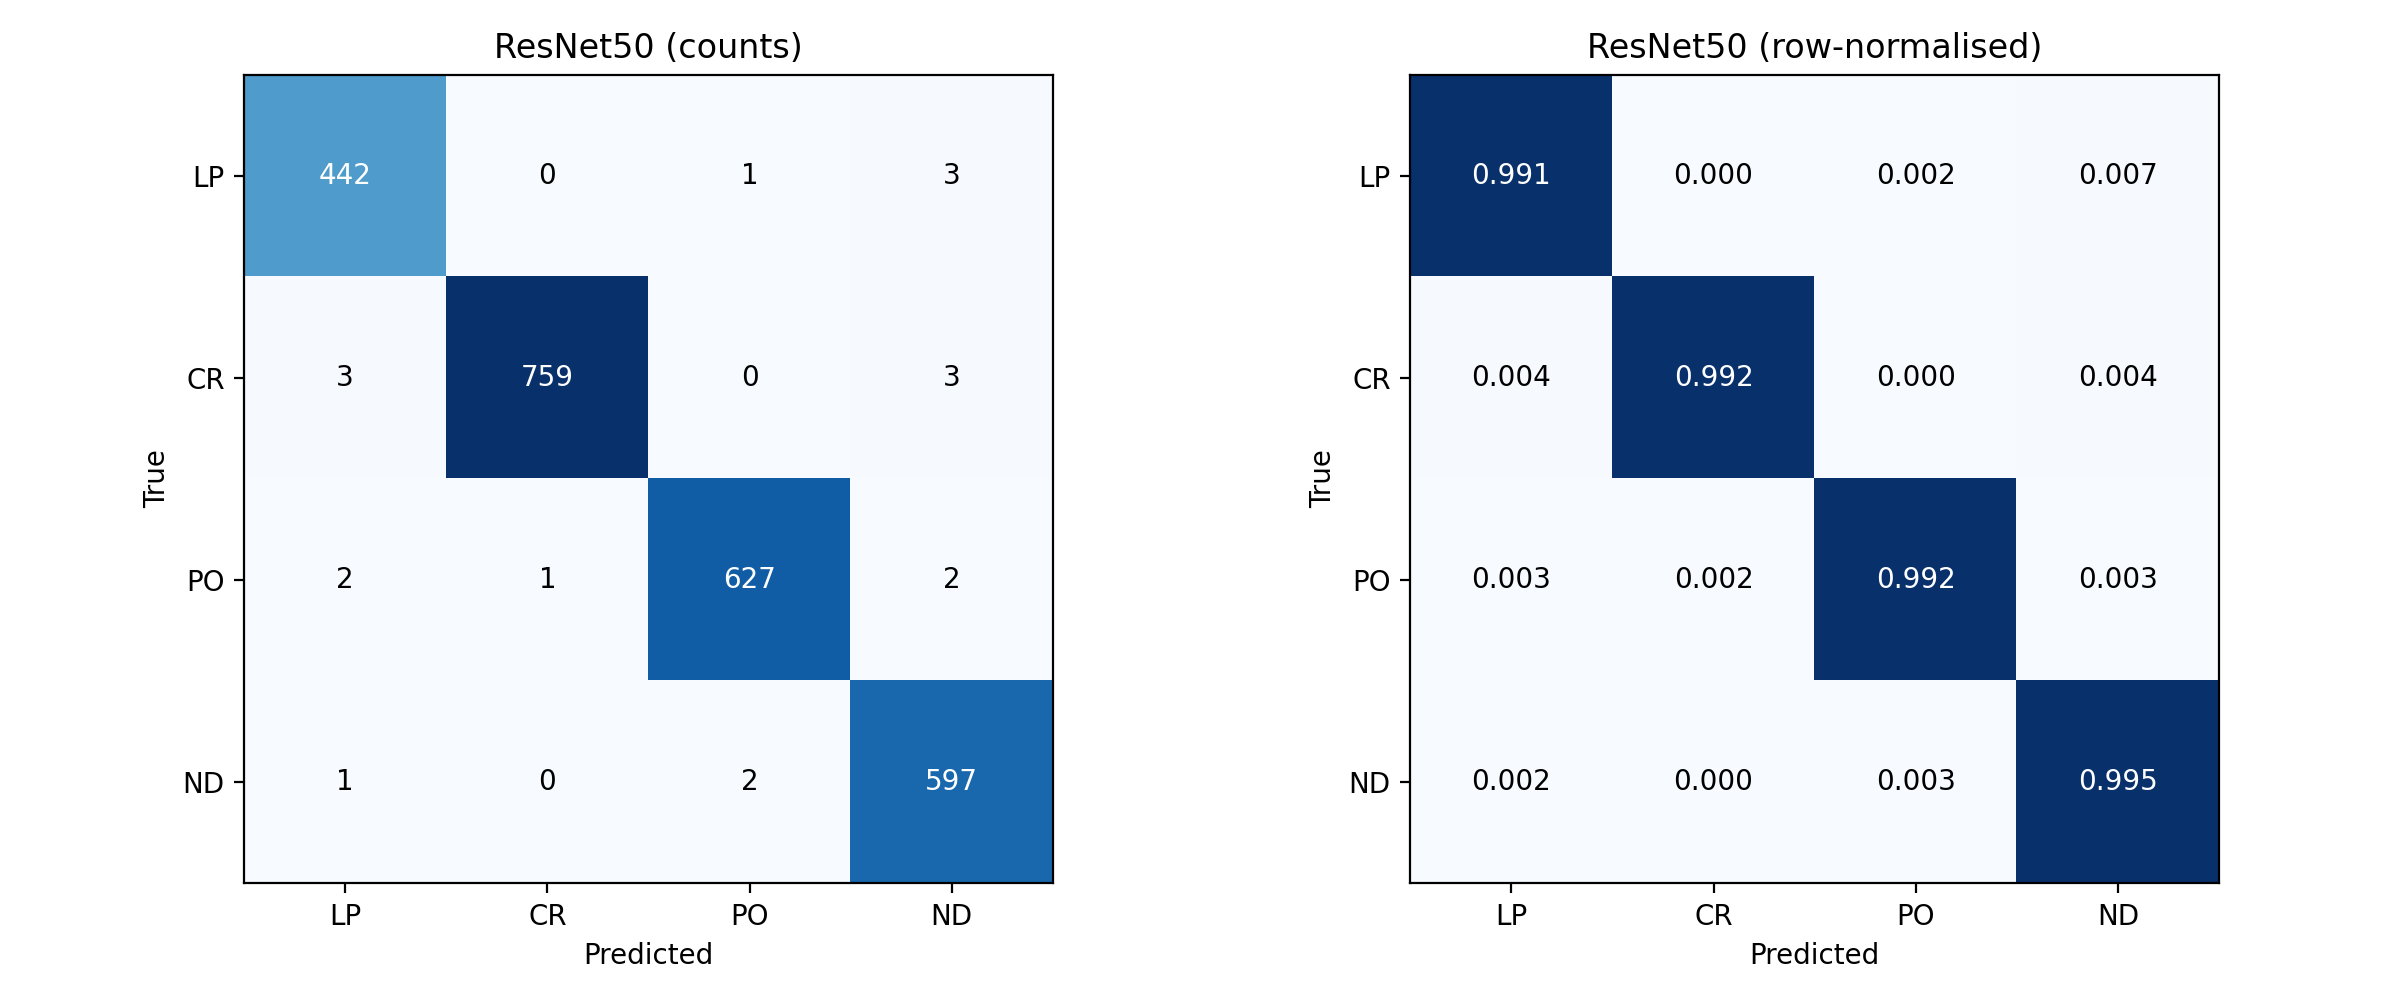 ResNet50 (counts)
LP 442 0 1 3
CR 3 759 0 3
PO 2 1 627 2
ND 1 0 2 597
LP CR PO ND
Predicted
True
ResNet50 (row-normalised)
LP 0.991 0.000 0.002 0.007
CR 0.004 0.992 0.000 0.004
PO 0.003 0.002 0.992 0.003
ND 0.002 0.000 0.003 0.995
LP CR PO ND
Predicted
True